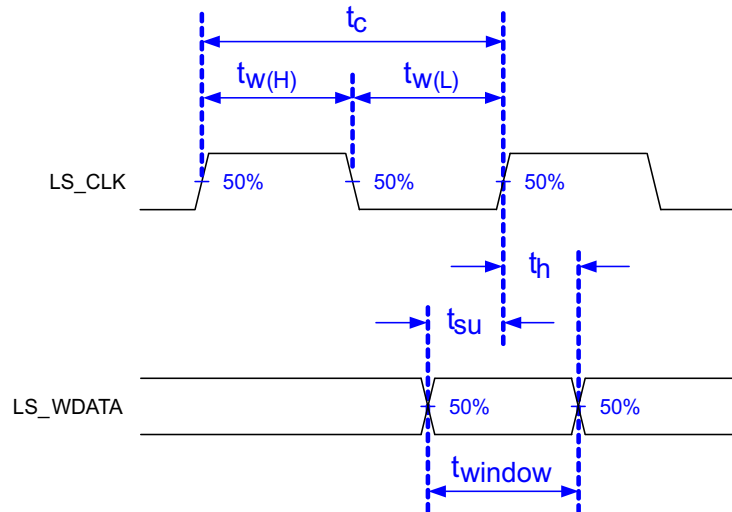 tc
tw(H) tw(L)
LS_CLK 50% 50% 50%
th
tsu
LS_WDATA 50% 50%
twindow